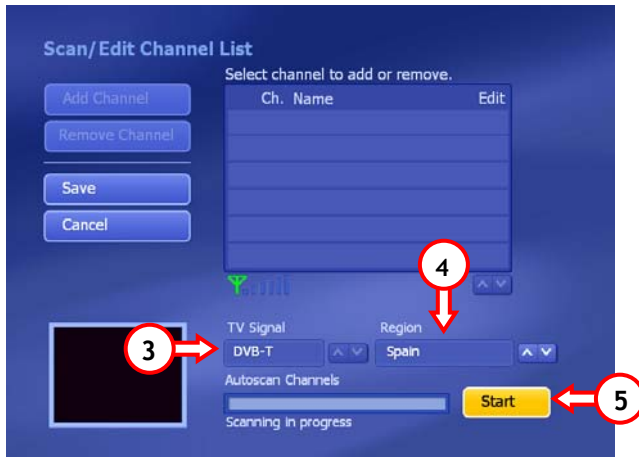 Scan/Edit Channel List
Select channel to add or remove.
Add Channel
Ch. Name Edit
Remove Channel
Save
Cancel
4
TV Signal Region
3
DVB-T Spain
Autoscan Channels
Start
5
Scanning in progress